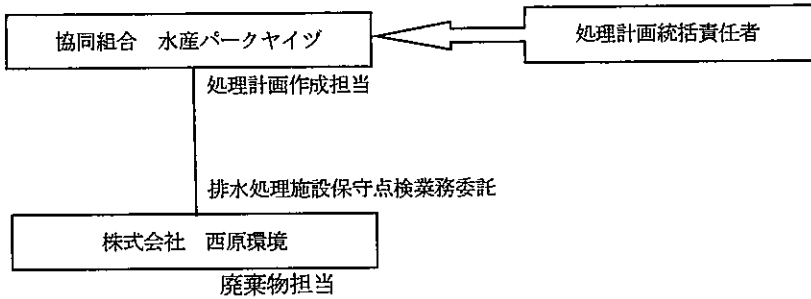 協同組合　水産パークヤイヅ
処理計画統括責任者
処理計画作成担当
排水処理施設保守点検業務委託
株式会社　西原環境
廃棄物担当